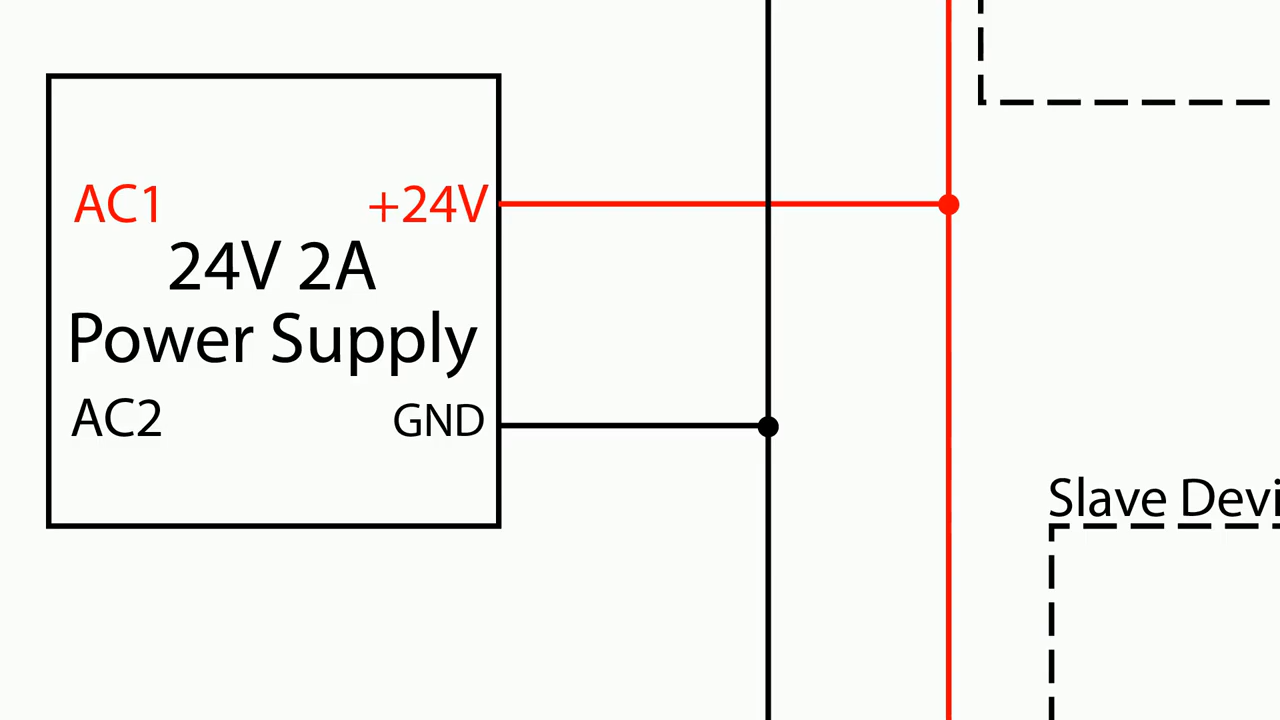 AC1 +24V
24V 2A
Power Supply
AC2 GND
Slave Devi